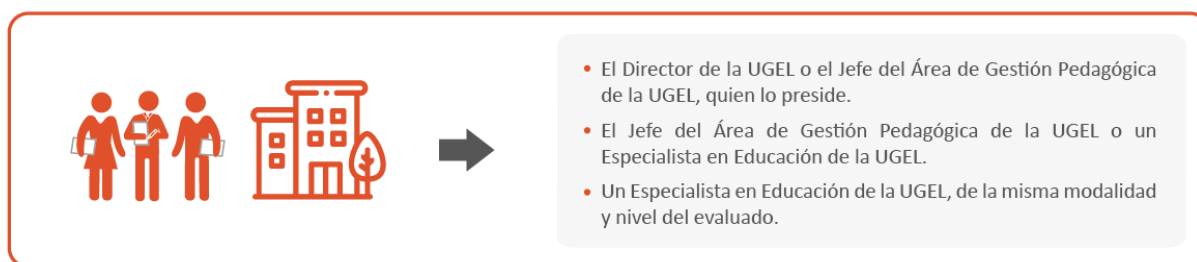 • El Director de la UGEL o el Jefe del Área de Gestión Pedagógica
de la UGEL, quien lo preside.
• El Jefe del Área de Gestión Pedagógica de la UGEL o un
Especialista en Educación de la UGEL.
• Un Especialista en Educación de la UGEL, de la misma modalidad
y nivel del evaluado.